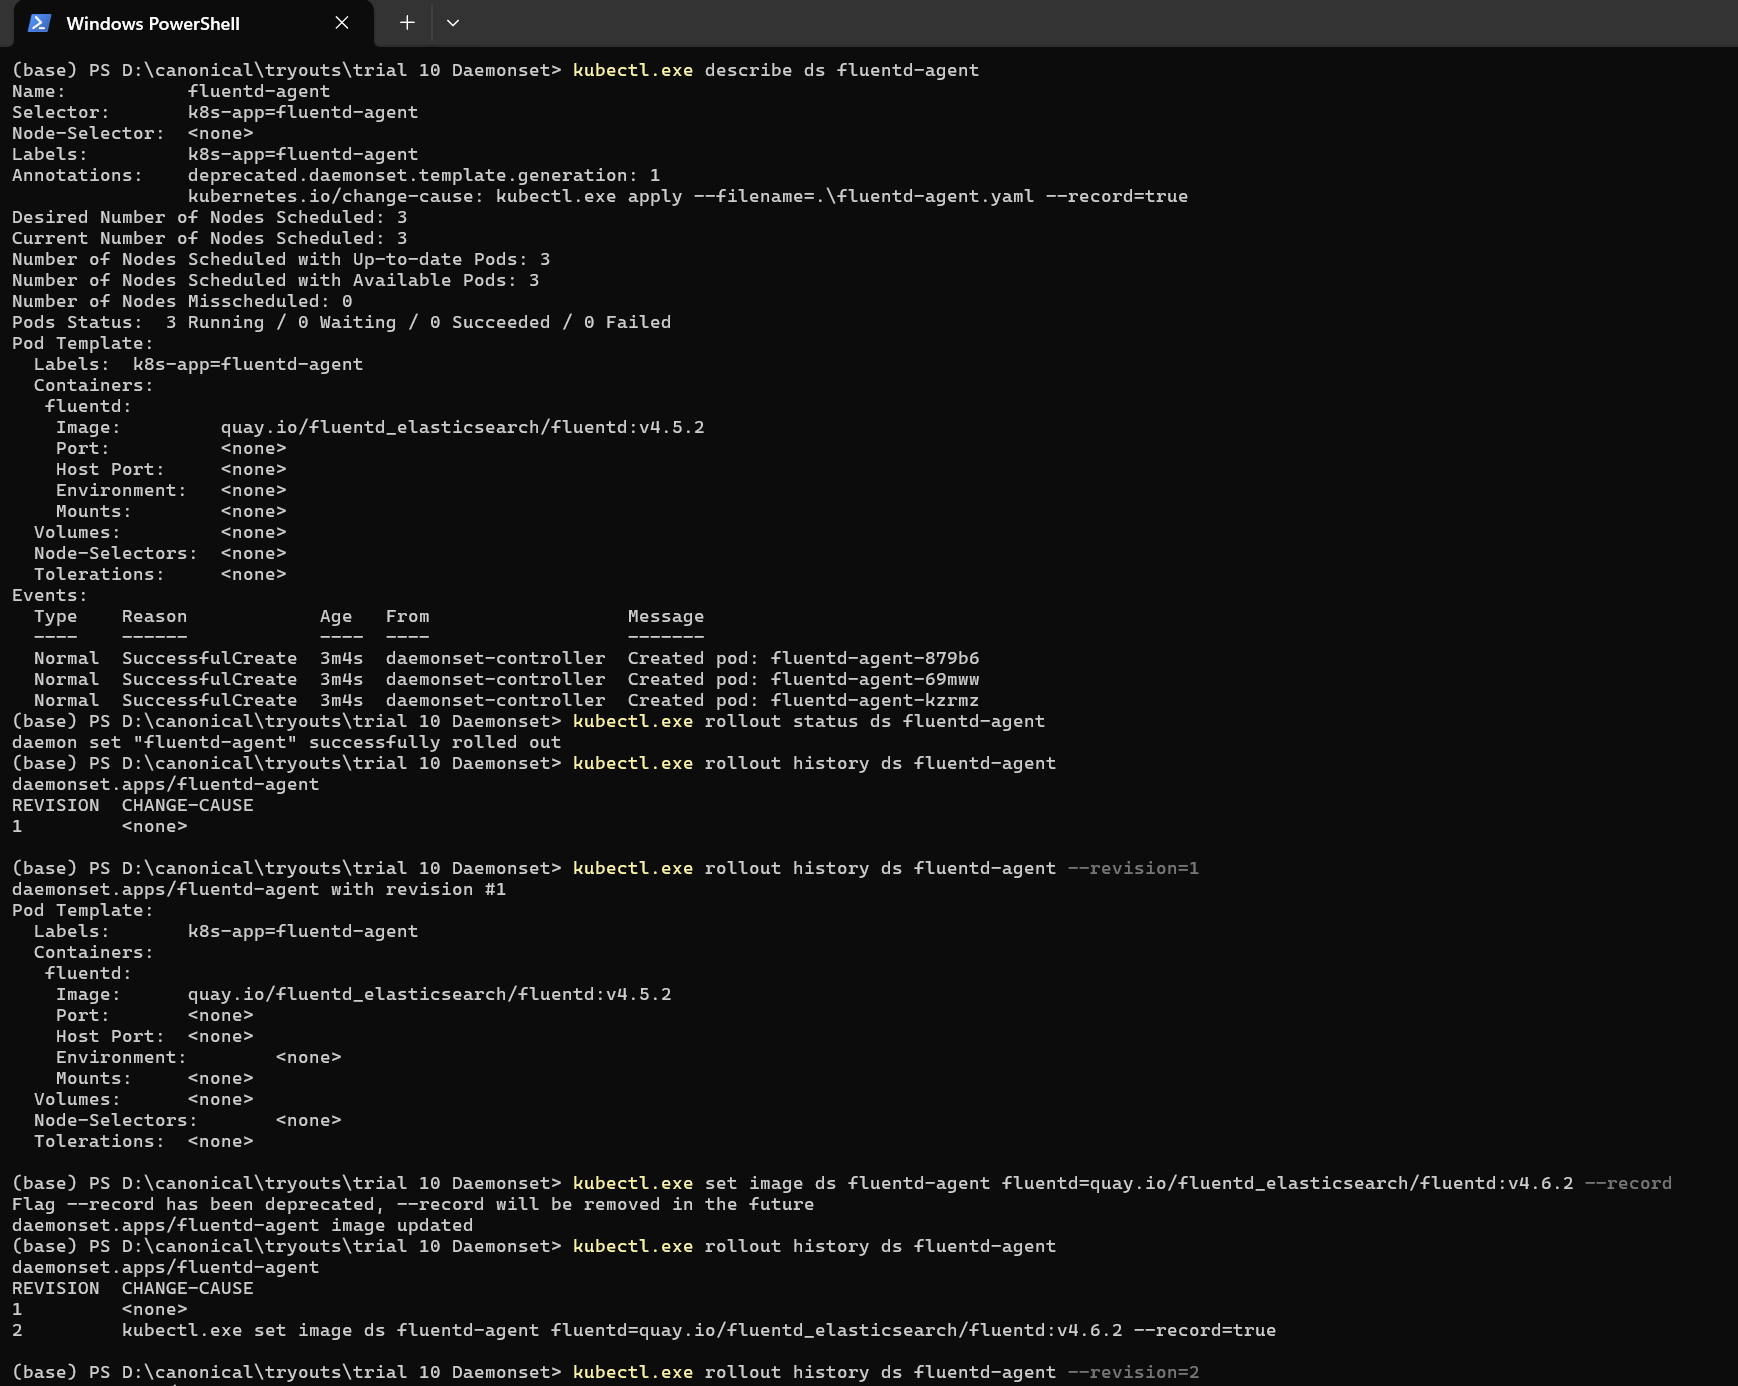 Windows PowerShell
(base) PS D:\canonical\tryouts\trial 10 Daemonset> kubectl.exe describe ds fluentd-agent
Name:           fluentd-agent
Selector:       k8s-app=fluentd-agent
Node-Selector:  <none>
Labels:         k8s-app=fluentd-agent
Annotations:    deprecated.daemonset.template.generation: 1
                kubernetes.io/change-cause: kubectl.exe apply --filename=.\fluentd-agent.yaml --record=true
Desired Number of Nodes Scheduled: 3
Current Number of Nodes Scheduled: 3
Number of Nodes Scheduled with Up-to-date Pods: 3
Number of Nodes Scheduled with Available Pods: 3
Number of Nodes Misscheduled: 0
Pods Status:  3 Running / 0 Waiting / 0 Succeeded / 0 Failed
Pod Template:
  Labels:  k8s-app=fluentd-agent
  Containers:
   fluentd:
    Image:         quay.io/fluentd_elasticsearch/fluentd:v4.5.2
    Port:          <none>
    Host Port:     <none>
    Environment:   <none>
    Mounts:        <none>
  Volumes:         <none>
  Node-Selectors:  <none>
  Tolerations:     <none>
Events:
  Type    Reason            Age   From                  Message
  ----    ------            ----  ----                  -------
  Normal  SuccessfulCreate  3m4s  daemonset-controller  Created pod: fluentd-agent-879b6
  Normal  SuccessfulCreate  3m4s  daemonset-controller  Created pod: fluentd-agent-69mww
  Normal  SuccessfulCreate  3m4s  daemonset-controller  Created pod: fluentd-agent-kzrmz
(base) PS D:\canonical\tryouts\trial 10 Daemonset> kubectl.exe rollout status ds fluentd-agent
daemon set "fluentd-agent" successfully rolled out
(base) PS D:\canonical\tryouts\trial 10 Daemonset> kubectl.exe rollout history ds fluentd-agent
daemonset.apps/fluentd-agent
REVISION  CHANGE-CAUSE
1         <none>
(base) PS D:\canonical\tryouts\trial 10 Daemonset> kubectl.exe rollout history ds fluentd-agent --revision=1
daemonset.apps/fluentd-agent with revision #1
Pod Template:
  Labels:       k8s-app=fluentd-agent
  Containers:
   fluentd:
    Image:      quay.io/fluentd_elasticsearch/fluentd:v4.5.2
    Port:       <none>
    Host Port:  <none>
    Environment:        <none>
    Mounts:     <none>
  Volumes:      <none>
  Node-Selectors:       <none>
  Tolerations:  <none>
(base) PS D:\canonical\tryouts\trial 10 Daemonset> kubectl.exe set image ds fluentd-agent fluentd=quay.io/fluentd_elasticsearch/fluentd:v4.6.2 --record
Flag --record has been deprecated, --record will be removed in the future
daemonset.apps/fluentd-agent image updated
(base) PS D:\canonical\tryouts\trial 10 Daemonset> kubectl.exe rollout history ds fluentd-agent
daemonset.apps/fluentd-agent
REVISION  CHANGE-CAUSE
1         <none>
2         kubectl.exe set image ds fluentd-agent fluentd=quay.io/fluentd_elasticsearch/fluentd:v4.6.2 --record=true
(base) PS D:\canonical\tryouts\trial 10 Daemonset> kubectl.exe rollout history ds fluentd-agent --revision=2